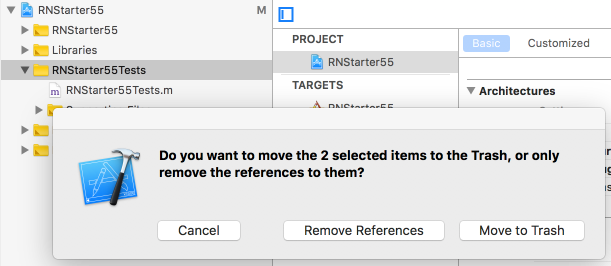 RNStarter55
M
RNStarter55
Libraries
RNStarter55Tests
RNStarter55Tests.m
PROJECT
RNStarter55
TARGETS
RNStarter55
Basic
Customized
Architectures
Do you want to move the 2 selected items to the Trash, or only
remove the references to them?
Cancel
Remove References
Move to Trash